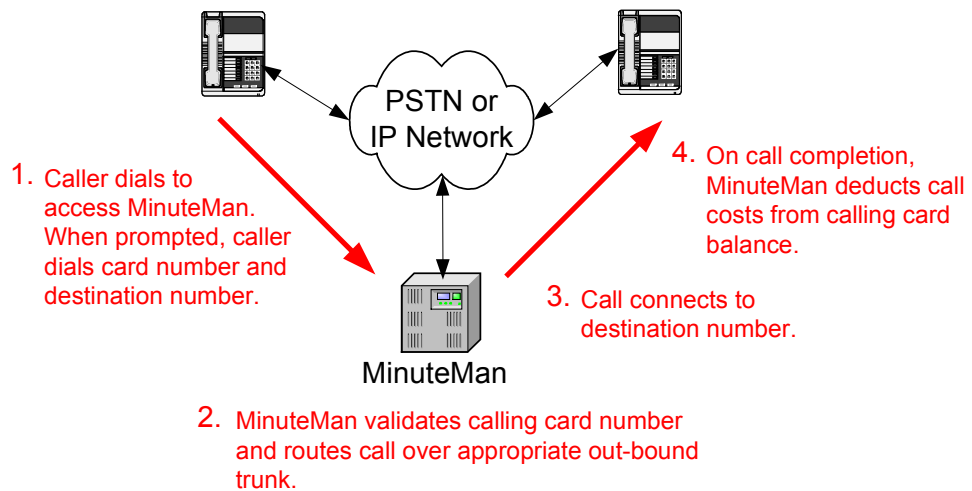 PSTN or
IP Network
1. Caller dials to
access MinuteMan.
When prompted, caller
dials card number and
destination number.
MinuteMan
2. MinuteMan validates calling card number
and routes call over appropriate out-bound
trunk.
3. Call connects to
destination number.
4. On call completion,
MinuteMan deducts call
costs from calling card
balance.